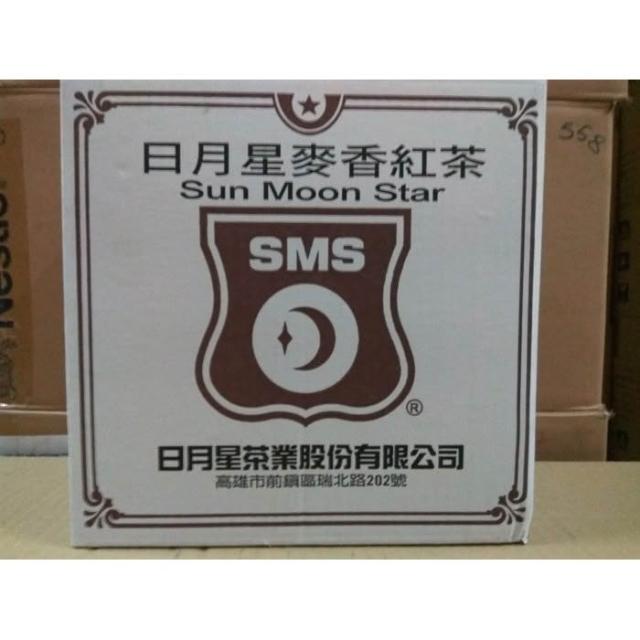 日月星麥香紅茶
Sun Moon Star
SMS
®
日月星茶業股份有限公司
高雄市前鎮區瑞北路202號
558
Nestlé